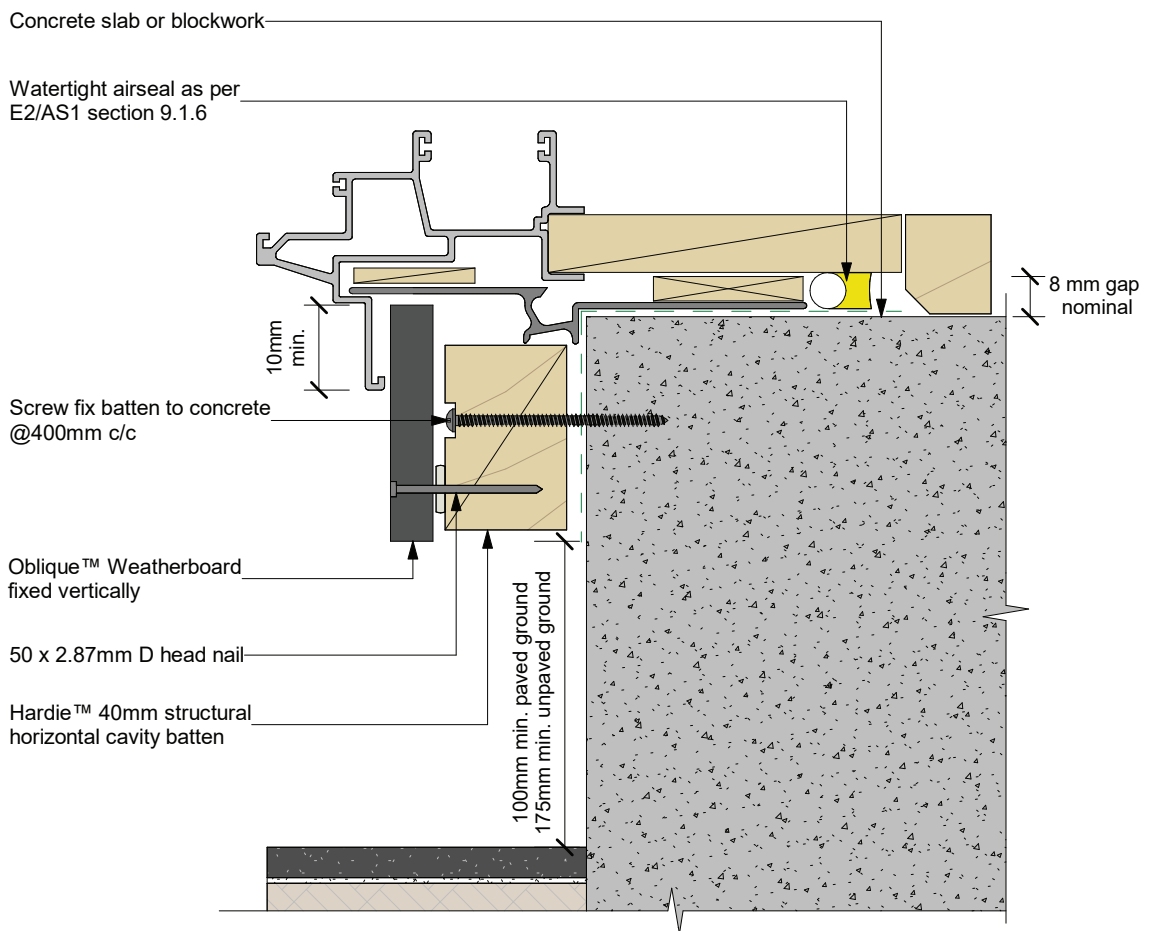 Concrete slab or blockwork
Watertight airseal as per
E2/AS1 section 9.1.6
8 mm gap
nominal
10mm
min.
Screw fix batten to concrete
@400mm c/c
Oblique™ Weatherboard
fixed vertically
50 x 2.87mm D head nail
Hardie™ 40mm structural
horizontal cavity batten
100mm min. paved ground
175mm min. unpaved ground